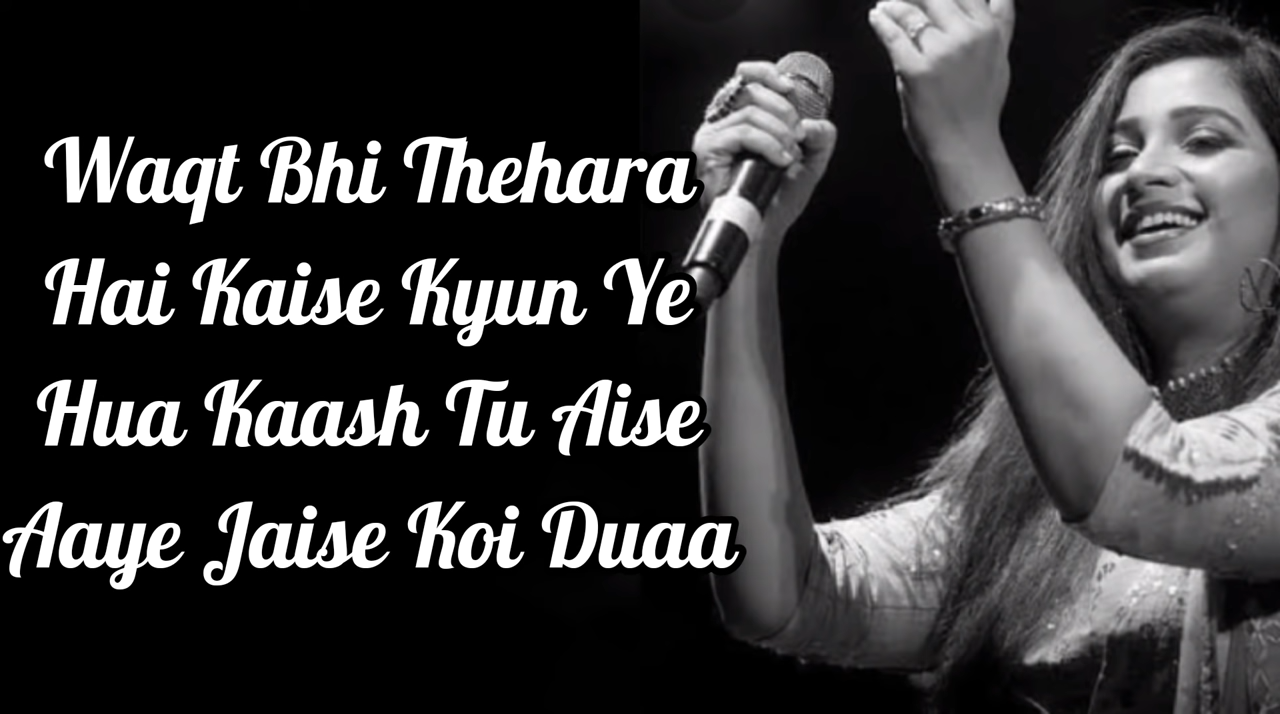 Waqt Bhi Thehara
Hai Kaise Kyun Ye
Hua Kaash Tu Aise
Aaye Jaise Koi Duaa